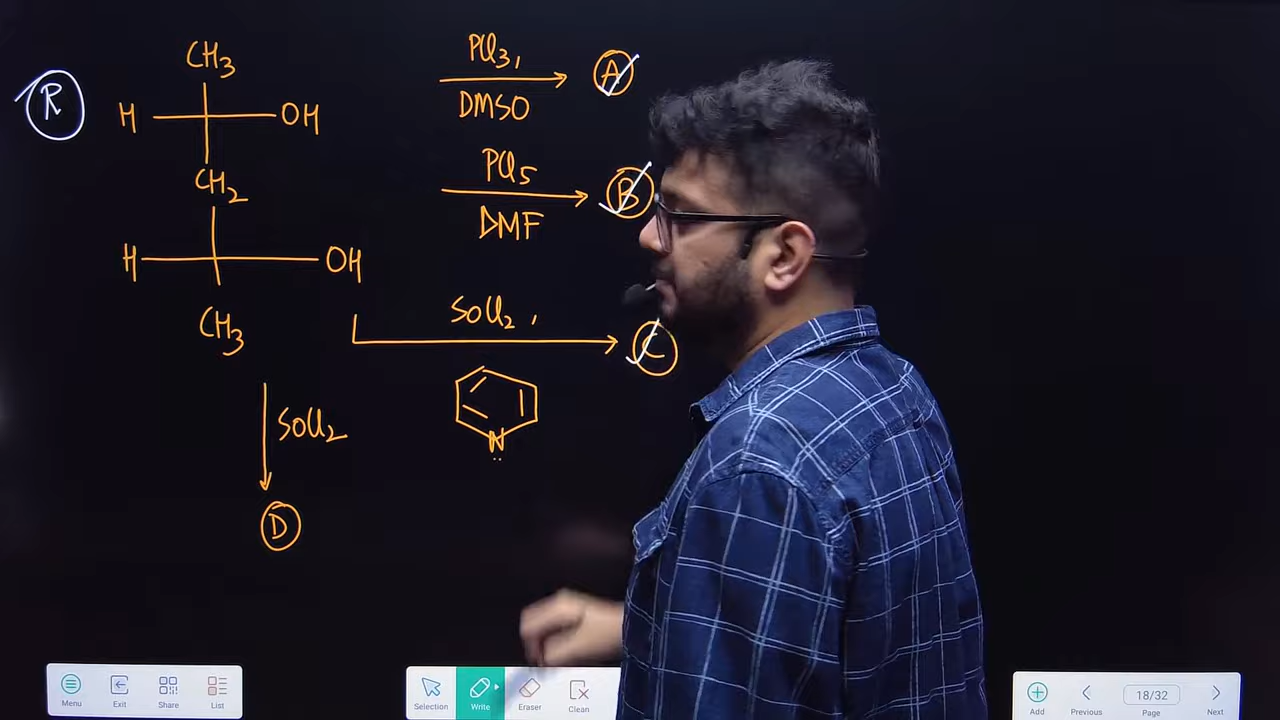 R
CH3
H OH
CH2
H OH
CH3
PCl3,
DMSO
A
PCl5
DMF
B
SOCl2,
N
C
SOCl2
D
Menu
Exit
Share
List
Selection
Write
Eraser
Clean
Add
Previous
18/32
Page
Next